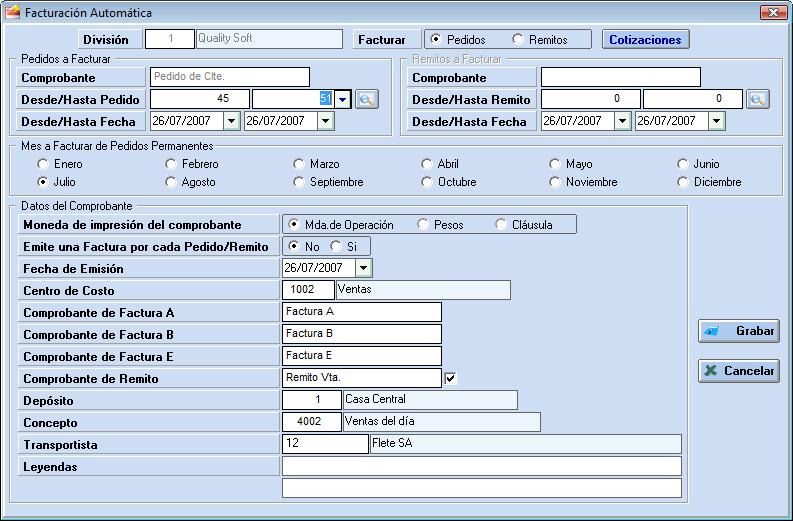 Facturación Automática
División 1 Quality Soft Facturar Pedidos Remitos Cotizaciones
Pedidos a Facturar Remitos a Facturar
Comprobante Pedido de Clte. Comprobante
Desde/Hasta Pedido 45 51 Desde/Hasta Remito 0 0
Desde/Hasta Fecha 26/07/2007 26/07/2007 Desde/Hasta Fecha 26/07/2007 26/07/2007
Mes a Facturar de Pedidos Permanentes
Enero Febrero Marzo Abril Mayo Junio
Julio Agosto Septiembre Octubre Noviembre Diciembre
Datos del Comprobante
Moneda de impresión del comprobante Mda.de Operación Pesos Cláusula
Emite una Factura por cada Pedido/Remito No Si
Fecha de Emisión 26/07/2007
Centro de Costo 1002 Ventas
Comprobante de Factura A Factura A
Comprobante de Factura B Factura B
Grabar
Comprobante de Factura E Factura E
Comprobante de Remito Remito Vta.
Cancelar
Depósito 1 Casa Central
Concepto 4002 Ventas del día
Transportista 12 Flete SA
Leyendas